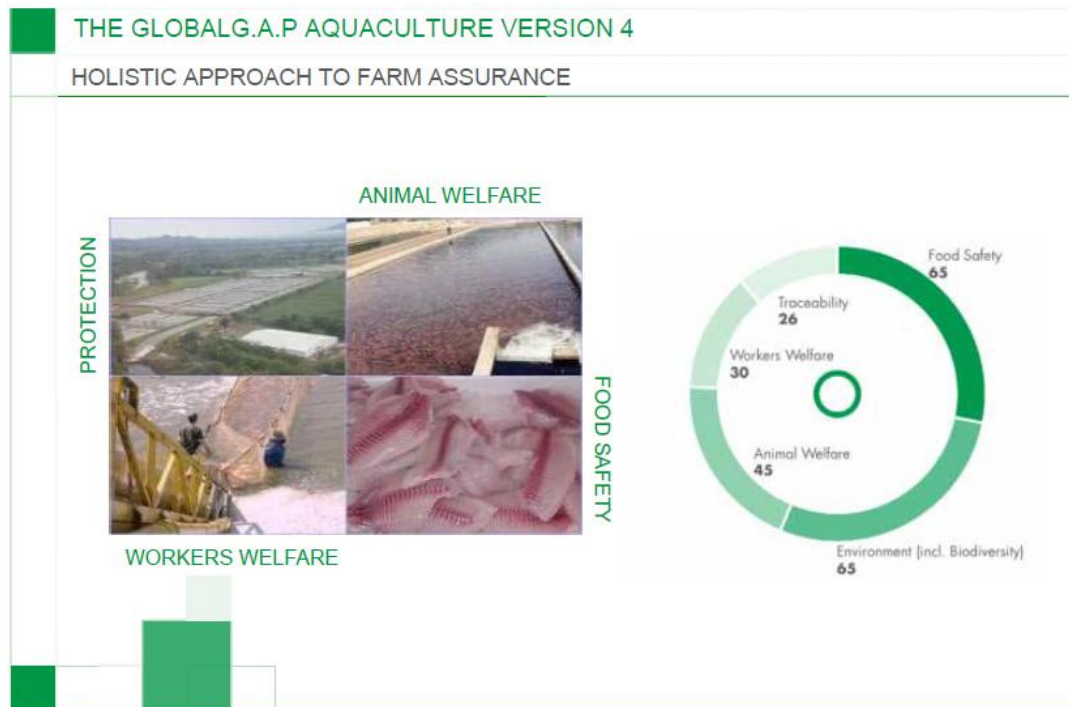 THE GLOBALG.A.P AQUACULTURE VERSION 4
HOLISTIC APPROACH TO FARM ASSURANCE
ANIMAL WELFARE
PROTECTION
FOOD SAFETY
WORKERS WELFARE
Food Safety
65
Traceability
26
Workers Welfare
30
Animal Welfare
45
Environment (incl. Biodiversity)
65